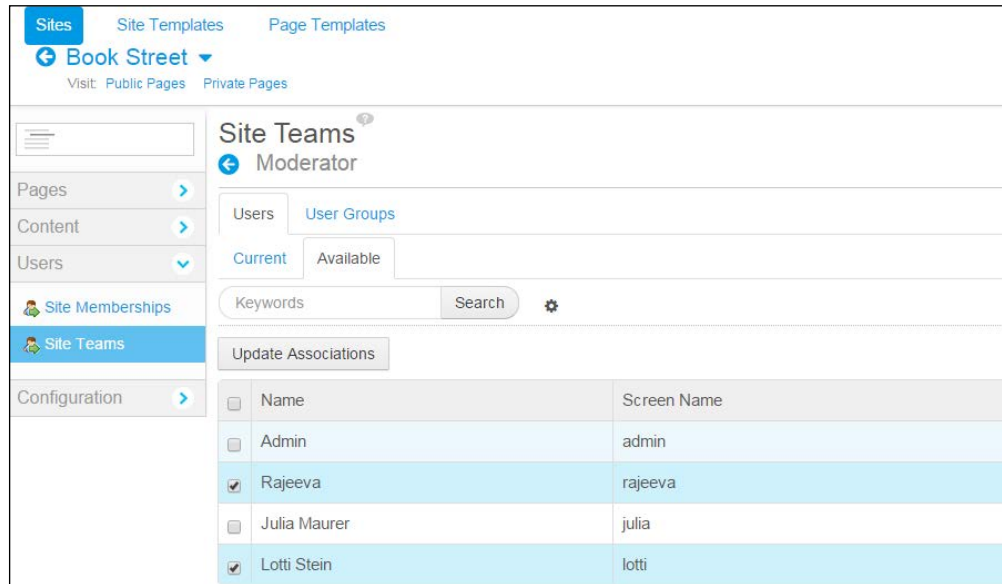 Sites Site Templates Page Templates
Book Street
Visit: Public Pages Private Pages
Site Teams
Moderator
Pages
Content
Users
Site Memberships
Site Teams
Configuration
Users User Groups
Current Available
Keywords Search
Update Associations
Name Screen Name
Admin admin
Rajeeva rajeeva
Julia Maurer julia
Lotti Stein lotti